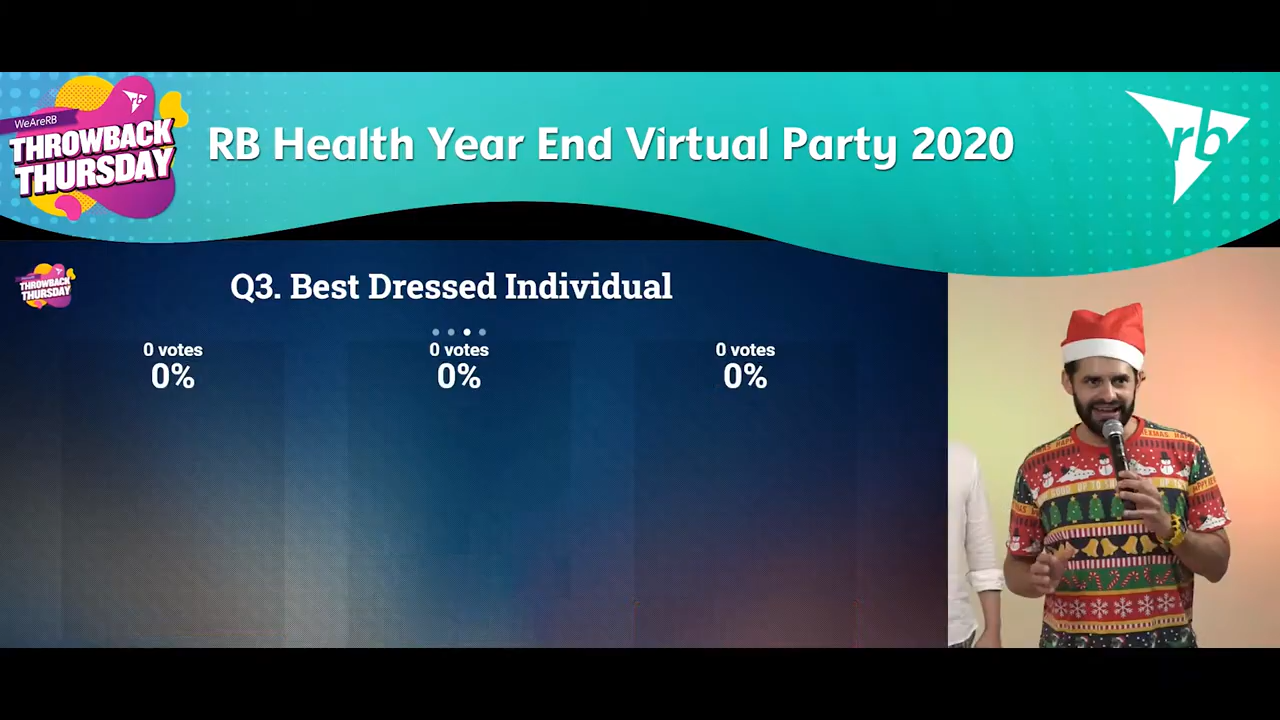 WeAreRB
rb
THROWBACK
THURSDAY
RB Health Year End Virtual Party 2020
rb
THROWBACK
THURSDAY
Q3. Best Dressed Individual
0 votes
0 votes
0 votes
0%
0%
0%